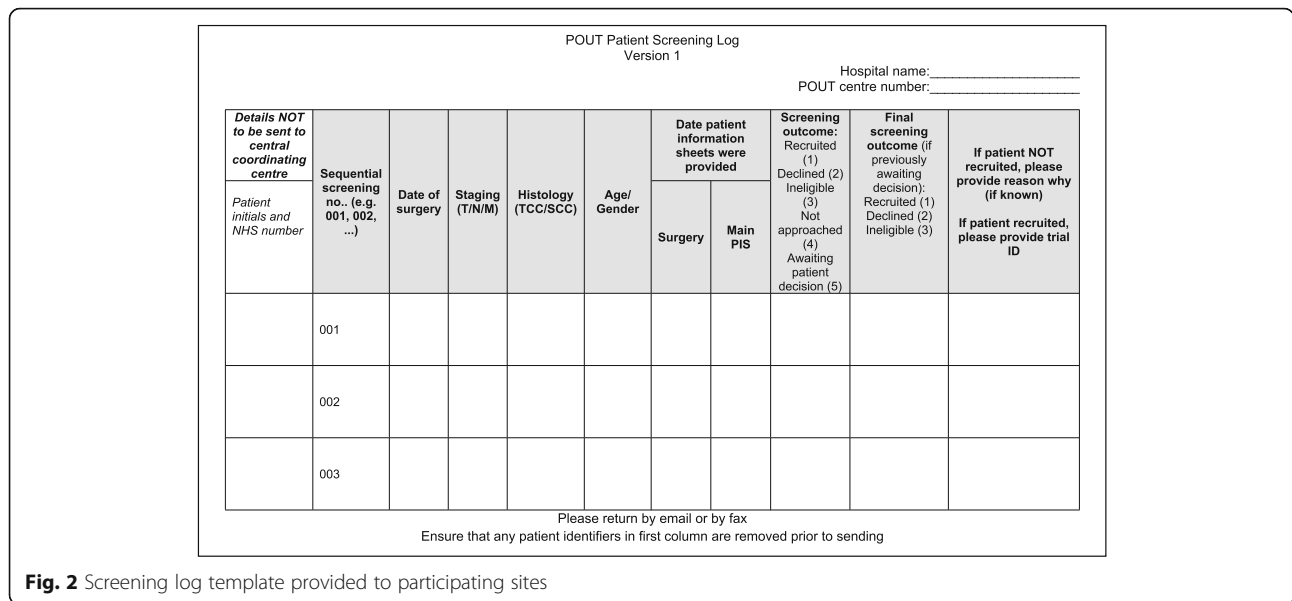 POUT Patient Screening Log
Version 1
Hospital name:____________________
POUT centre number:____________________
Details NOT
to be sent to
central
coordinating
centre
Patient
initials and
NHS number
Sequential
screening
no.. (e.g.
001, 002,
...)
Date of
surgery
Staging
(T/N/M)
Histology
(TCC/SCC)
Age/
Gender
Date patient
information
sheets were
provided
Surgery
Main
PIS
Screening
outcome:
Recruited
(1)
Declined (2)
Ineligible
(3)
Not
approached
(4)
Awaiting
patient
decision (5)
Final
screening
outcome (if
previously
awaiting
decision):
Recruited (1)
Declined (2)
Ineligible (3)
If patient NOT
recruited, please
provide reason why
(if known)
If patient recruited,
please provide trial
ID
001
002
003
Please return by email or by fax
Ensure that any patient identifiers in first column are removed prior to sending
Fig. 2 Screening log template provided to participating sites